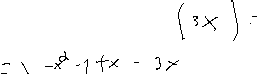 (3x) =
= \ -x² - 1 + x - 3x